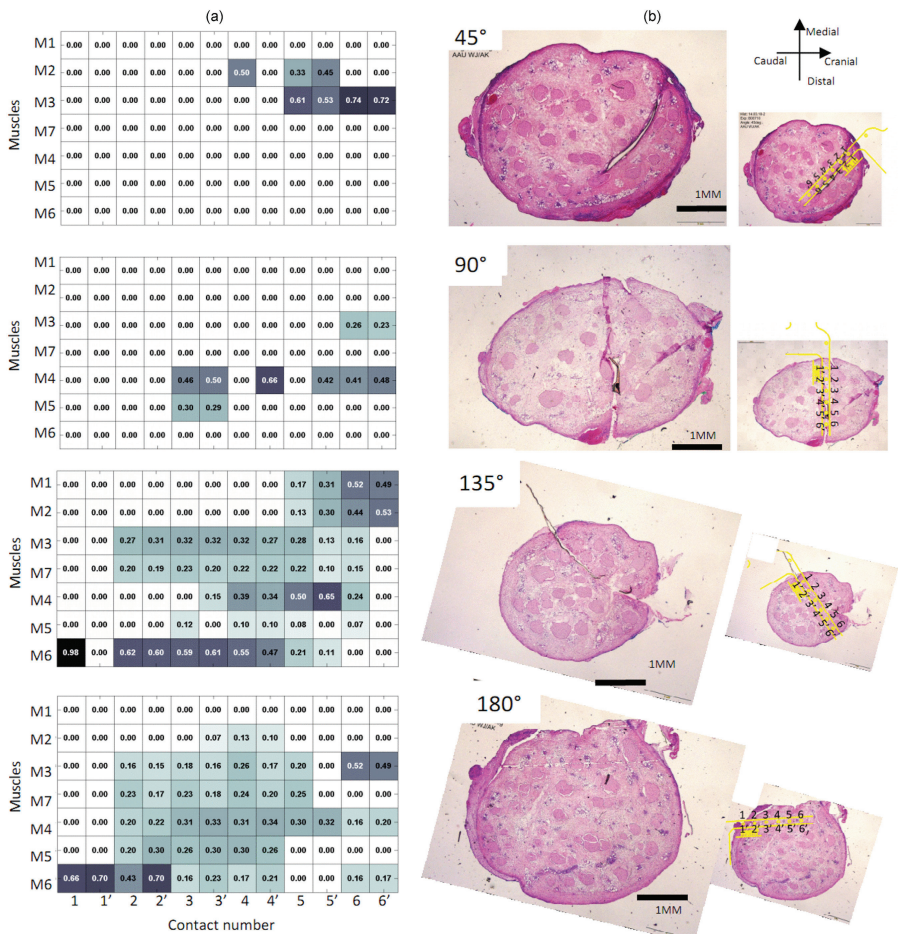 (a)
M1 0.00 0.00 0.00 0.00 0.00 0.00 0.00 0.00 0.00 0.00 0.00 0.00
M2 0.00 0.00 0.00 0.00 0.00 0.00 0.50 0.00 0.33 0.45 0.00 0.00
M3 0.00 0.00 0.00 0.00 0.00 0.00 0.00 0.00 0.61 0.53 0.74 0.72
M7 0.00 0.00 0.00 0.00 0.00 0.00 0.00 0.00 0.00 0.00 0.00 0.00
M4 0.00 0.00 0.00 0.00 0.00 0.00 0.00 0.00 0.00 0.00 0.00 0.00
M5 0.00 0.00 0.00 0.00 0.00 0.00 0.00 0.00 0.00 0.00 0.00 0.00
M6 0.00 0.00 0.00 0.00 0.00 0.00 0.00 0.00 0.00 0.00 0.00 0.00
Muscles
M1 0.00 0.00 0.00 0.00 0.00 0.00 0.00 0.00 0.00 0.00 0.00 0.00
M2 0.00 0.00 0.00 0.00 0.00 0.00 0.00 0.00 0.00 0.00 0.00 0.00
M3 0.00 0.00 0.00 0.00 0.00 0.00 0.00 0.00 0.00 0.00 0.26 0.23
M7 0.00 0.00 0.00 0.00 0.00 0.00 0.00 0.00 0.00 0.00 0.00 0.00
M4 0.00 0.00 0.00 0.00 0.46 0.50 0.00 0.66 0.00 0.42 0.41 0.48
M5 0.00 0.00 0.00 0.00 0.30 0.29 0.00 0.00 0.00 0.00 0.00 0.00
M6 0.00 0.00 0.00 0.00 0.00 0.00 0.00 0.00 0.00 0.00 0.00 0.00
Muscles
M1 0.00 0.00 0.00 0.00 0.00 0.00 0.00 0.00 0.17 0.31 0.52 0.49
M2 0.00 0.00 0.00 0.00 0.00 0.00 0.00 0.00 0.13 0.30 0.44 0.53
M3 0.00 0.00 0.27 0.31 0.32 0.32 0.32 0.27 0.28 0.13 0.16 0.00
M7 0.00 0.00 0.20 0.19 0.23 0.20 0.22 0.22 0.22 0.10 0.15 0.00
M4 0.00 0.00 0.00 0.00 0.00 0.15 0.39 0.34 0.50 0.65 0.24 0.00
M5 0.00 0.00 0.00 0.00 0.12 0.00 0.10 0.10 0.08 0.00 0.07 0.00
M6 0.98 0.00 0.62 0.60 0.59 0.61 0.55 0.47 0.21 0.11 0.00 0.00
Muscles
M1 0.00 0.00 0.00 0.00 0.00 0.00 0.00 0.00 0.00 0.00 0.00 0.00
M2 0.00 0.00 0.00 0.00 0.00 0.07 0.13 0.10 0.00 0.00 0.00 0.00
M3 0.00 0.00 0.16 0.15 0.18 0.16 0.26 0.17 0.20 0.00 0.52 0.49
M7 0.00 0.00 0.23 0.17 0.23 0.18 0.24 0.20 0.25 0.00 0.00 0.00
M4 0.00 0.00 0.20 0.22 0.31 0.33 0.31 0.34 0.30 0.32 0.16 0.20
M5 0.00 0.00 0.20 0.30 0.26 0.30 0.30 0.26 0.00 0.00 0.00 0.00
M6 0.66 0.70 0.43 0.70 0.16 0.23 0.17 0.21 0.00 0.00 0.16 0.17
Muscles
1 1' 2 2' 3 3' 4 4' 5 5' 6 6'
Contact number
(b)
45°
AAU WJ/AK
1MM
Medial
Caudal Cranial
Distal
AAU WJ/AK
90°
1MM
1 2 3 4 5 6
1' 2' 3' 4' 5' 6'
135°
1MM
1 2 3 4 5 6
1' 2' 3' 4' 5' 6'
180°
WJ/AK
1MM
1 2 3 4 5 6
1' 2' 3' 4' 5' 6'